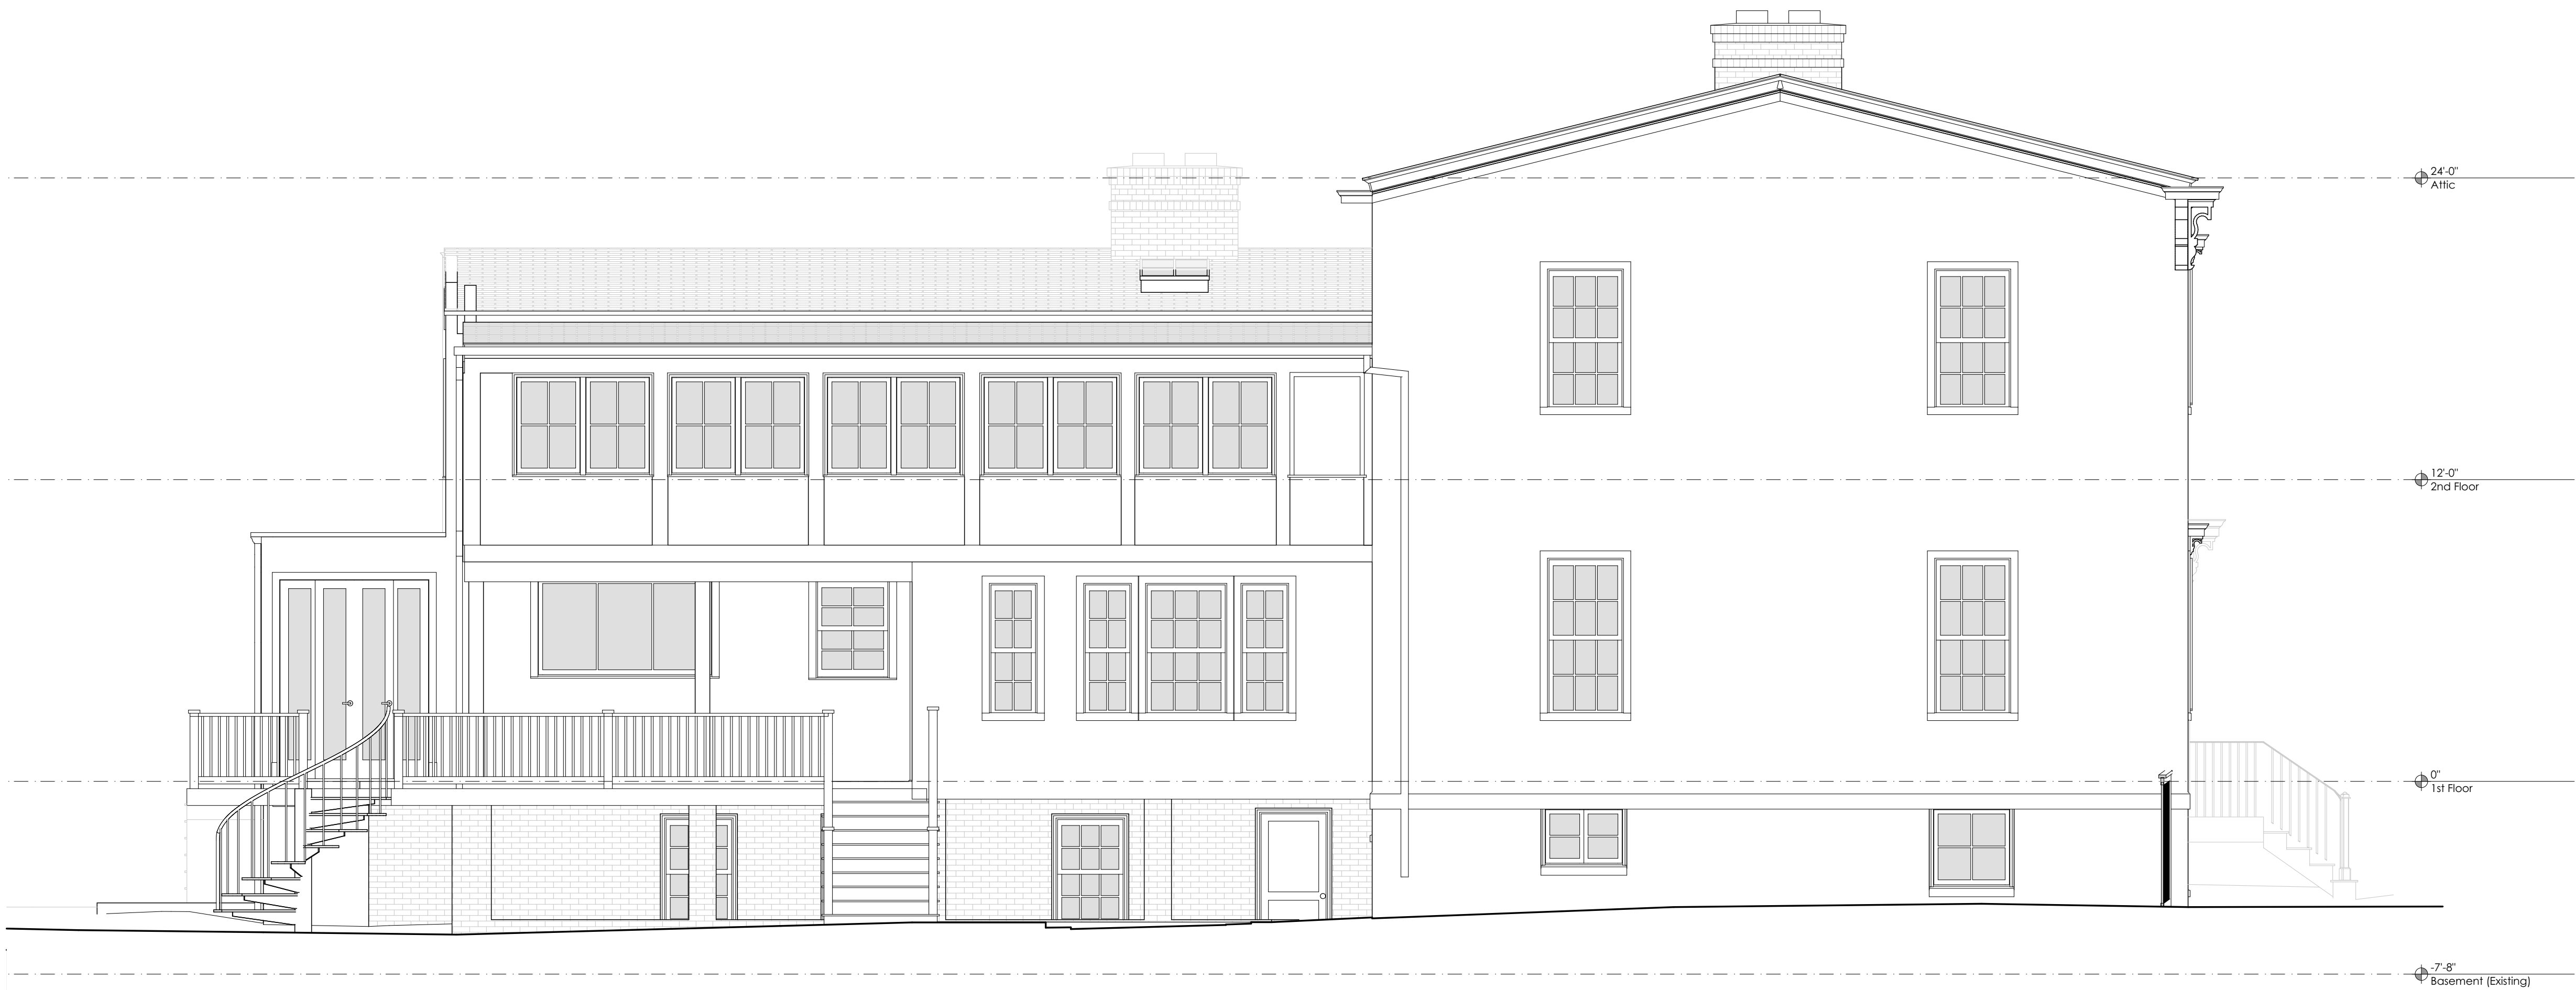 24'-0"
Attic
12'-0"
2nd Floor
0"
1st Floor
-7'-8"
Basement (Existing)